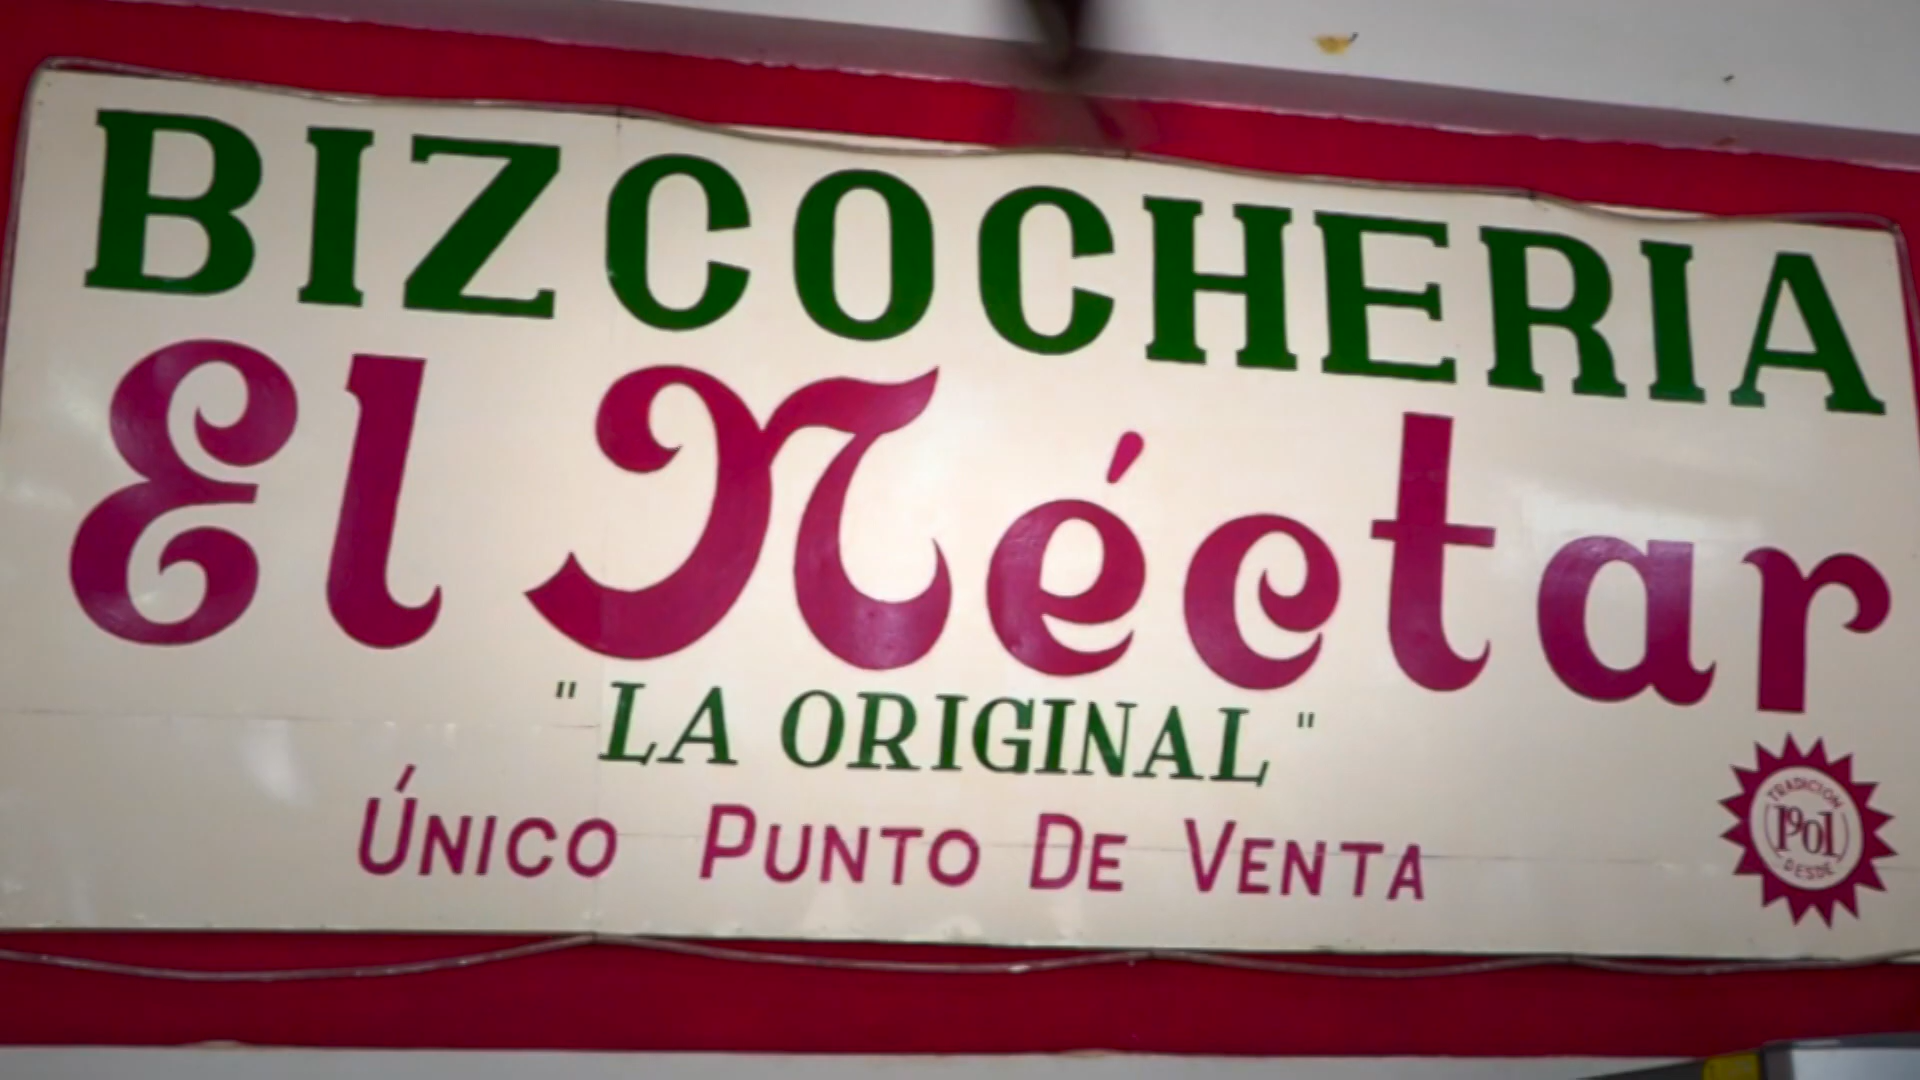 BIZCOCHERIA
El Néctar
"LA ORIGINAL"
ÚNICO PUNTO DE VENTA
TRADICION
1901
DESDE